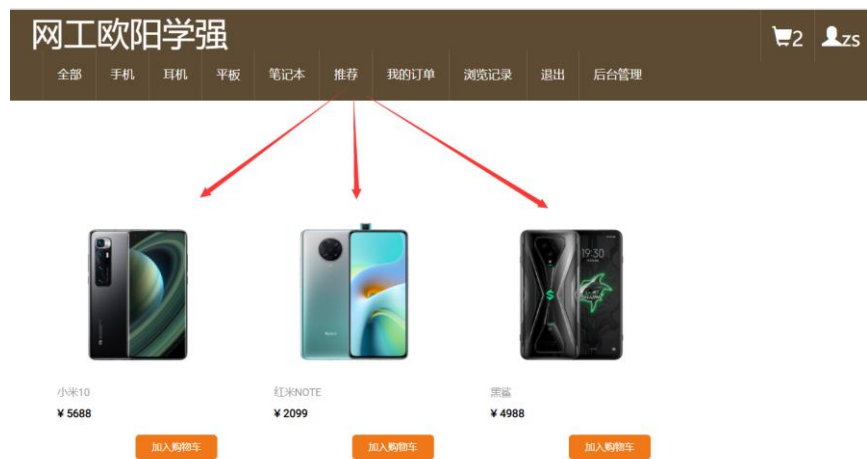 网工欧阳学强
2 zs
全部 手机 耳机 平板 笔记本 推荐 我的订单 浏览记录 退出 后台管理
19:30
小米10 红米NOTE 黑鲨
¥ 5688 ¥ 2099 ¥ 4988
加入购物车 加入购物车 加入购物车